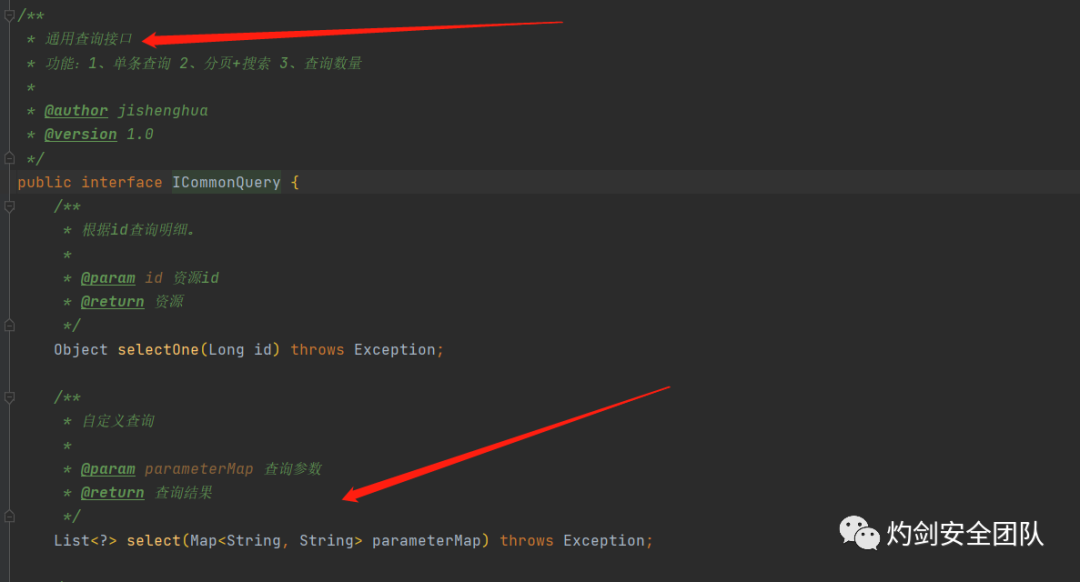 /**
 * 通用查询接口
 * 功能：1、单条查询 2、分页+搜索 3、查询数量
 *
 * @author jishenghua
 * @version 1.0
 */
public interface ICommonQuery {
    /**
     * 根据id查询明细。
     *
     * @param id 资源id
     * @return 资源
     */
    Object selectOne(Long id) throws Exception;

    /**
     * 自定义查询
     *
     * @param parameterMap 查询参数
     * @return 查询结果
     */
    List<?> select(Map<String, String> parameterMap) throws Exception;
灼剑安全团队